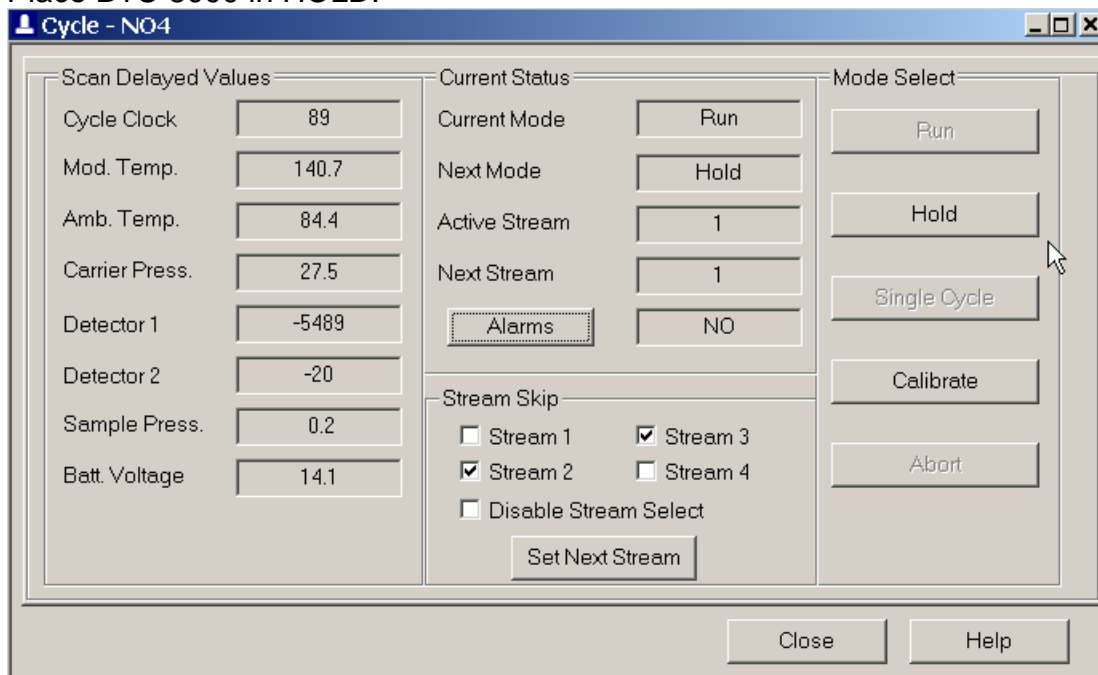 Cycle - NO4
Scan Delayed Values
Cycle Clock 89
Mod. Temp. 140.7
Amb. Temp. 84.4
Carrier Press. 27.5
Detector 1 -5489
Detector 2 -20
Sample Press. 0.2
Batt. Voltage 14.1
Current Status
Current Mode Run
Next Mode Hold
Active Stream 1
Next Stream 1
Alarms NO
Stream Skip
Stream 1 Stream 3
Stream 2 Stream 4
Disable Stream Select
Set Next Stream
Mode Select
Run
Hold
Single Cycle
Calibrate
Abort
Close Help